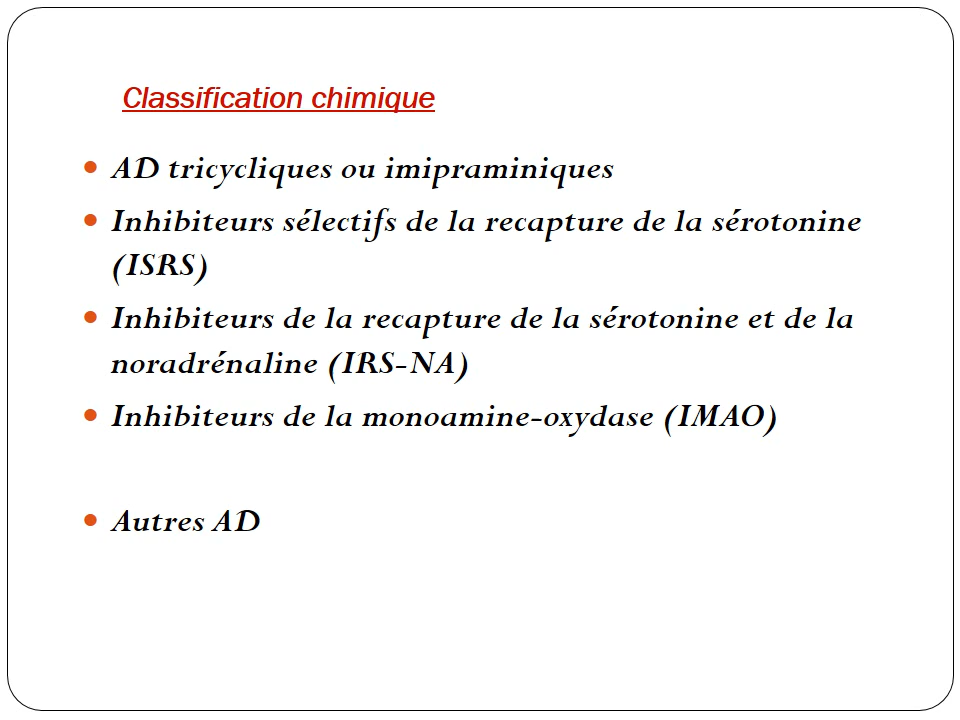 Classification chimique
AD tricycliques ou imipraminiques
Inhibiteurs sélectifs de la recapture de la sérotonine
(ISRS)
Inhibiteurs de la recapture de la sérotonine et de la
noradrénaline (IRS-NA)
Inhibiteurs de la monoamine-oxydase (IMAO)
Autres AD